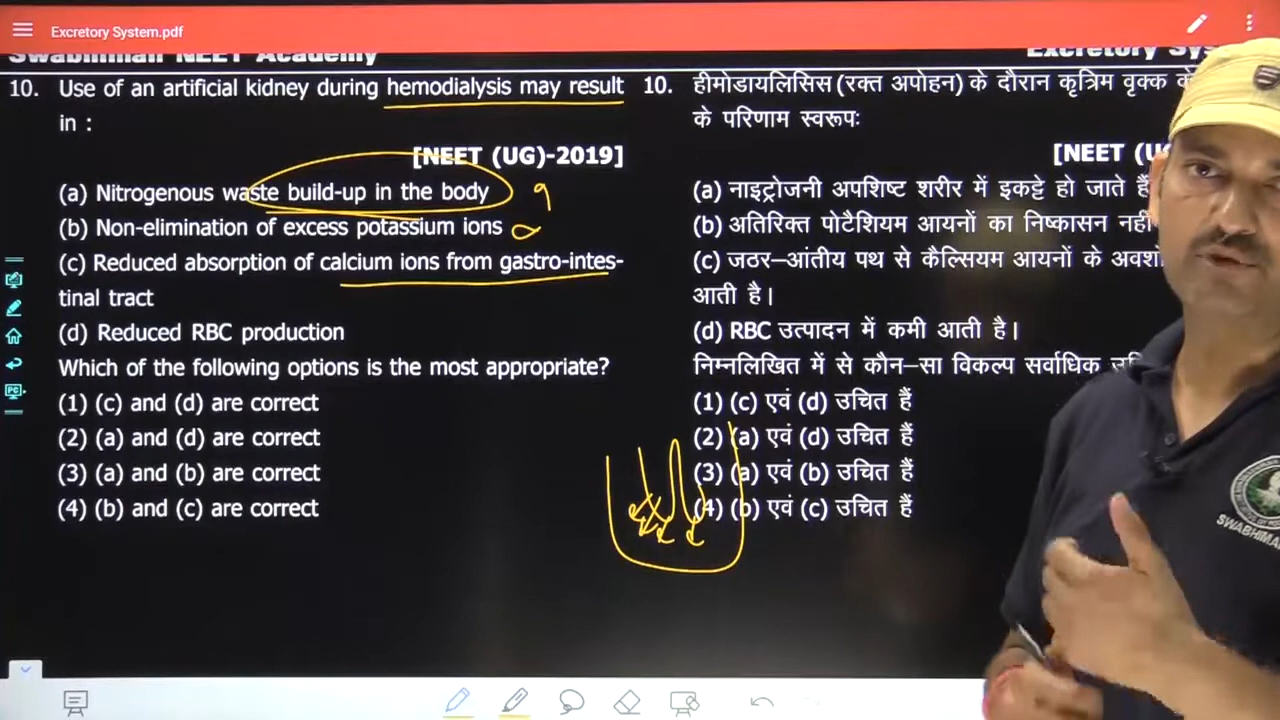 Excretory System.pdf
Swabhiman NEET Academy
Excretory Sys
10. Use of an artificial kidney during hemodialysis may result
in :
[NEET (UG)-2019]
(a) Nitrogenous waste build-up in the body
(b) Non-elimination of excess potassium ions
(c) Reduced absorption of calcium ions from gastro-intes-
tinal tract
(d) Reduced RBC production
Which of the following options is the most appropriate?
(1) (c) and (d) are correct
(2) (a) and (d) are correct
(3) (a) and (b) are correct
(4) (b) and (c) are correct
10. हीमोडायलिसिस (रक्त अपोहन) के दौरान कृत्रिम वृक्क के
के परिणाम स्वरूपः
[NEET (U
(a) नाइट्रोजनी अपशिष्ट शरीर में इकट्टे हो जाते हैं
(b) अतिरिक्त पोटैशियम आयनों का निष्कासन नहीं
(c) जठर–आंतीय पथ से कैल्सियम आयनों के अवशो
आती है।
(d) RBC उत्पादन में कमी आती है।
निम्नलिखित में से कौन–सा विकल्प सर्वाधिक उचि
(1) (c) एवं (d) उचित हैं
(2) (a) एवं (d) उचित हैं
(3) (a) एवं (b) उचित हैं
(4) (b) एवं (c) उचित हैं
SWABHIMA